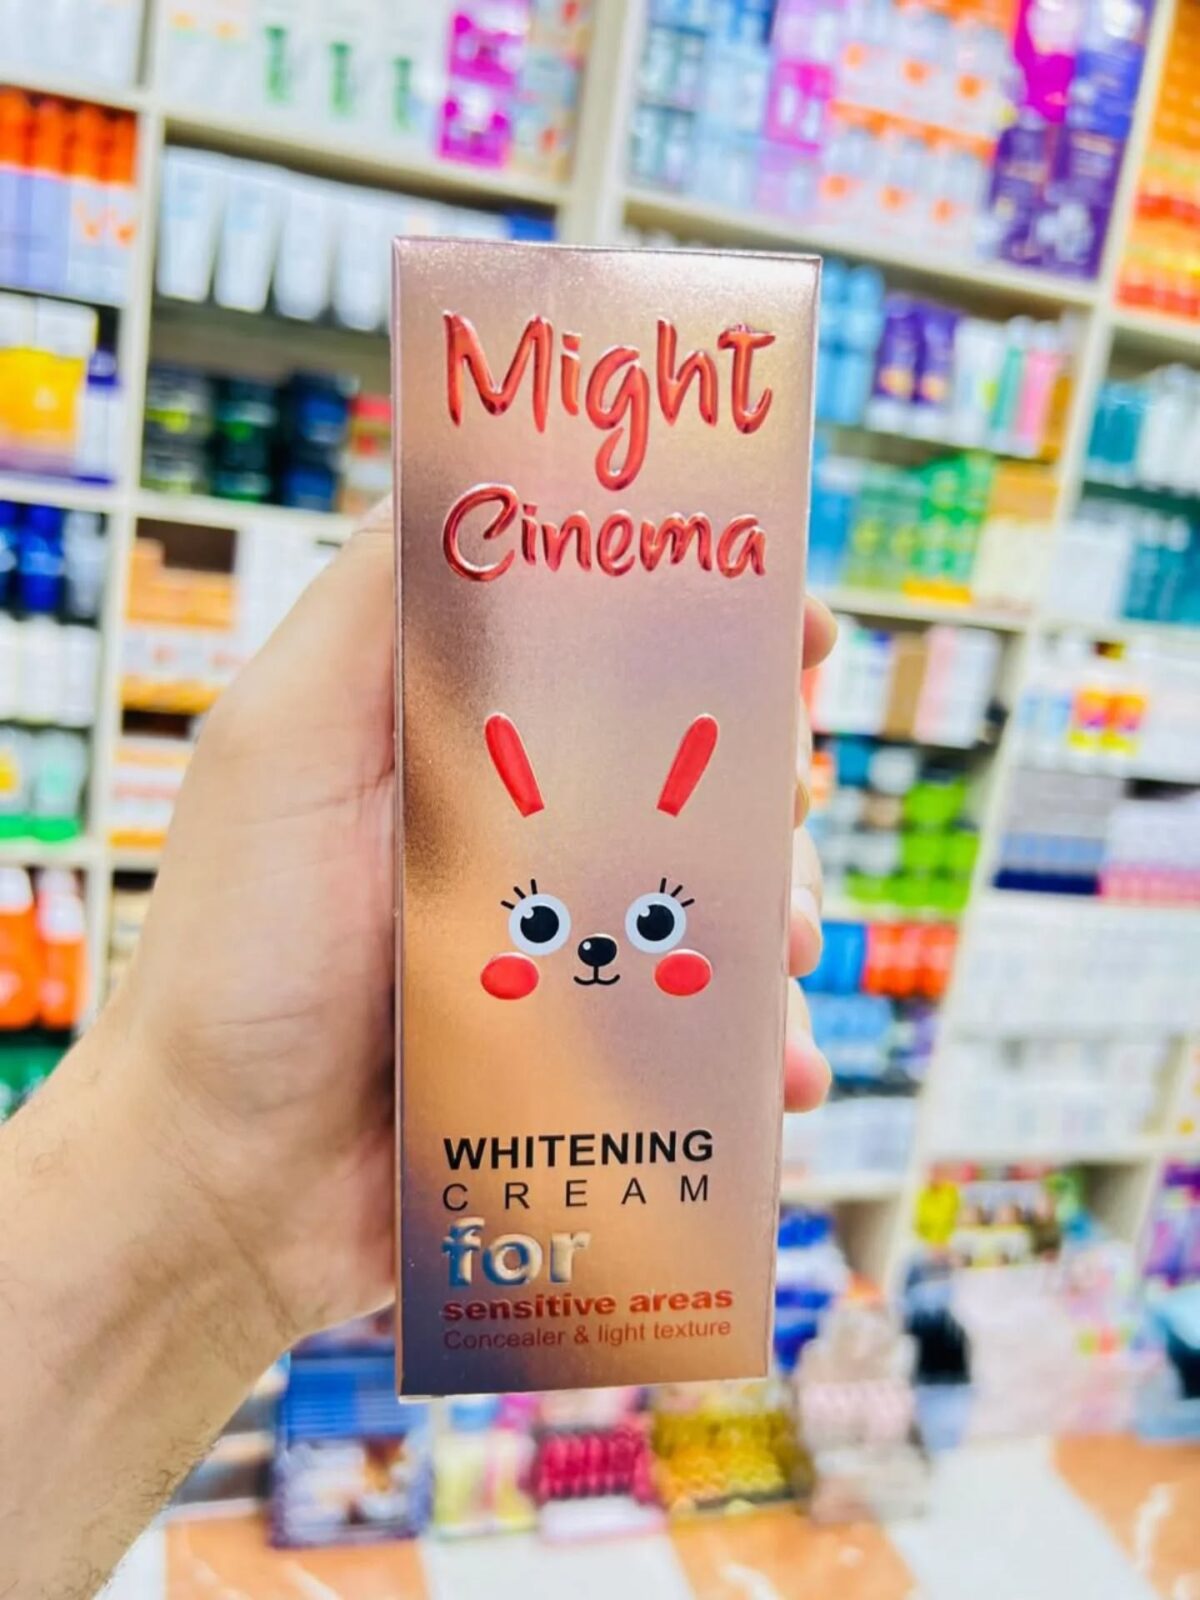 Might
Cinema
WHITENING
CREAM
for
sensitive areas
Concealer & light texture